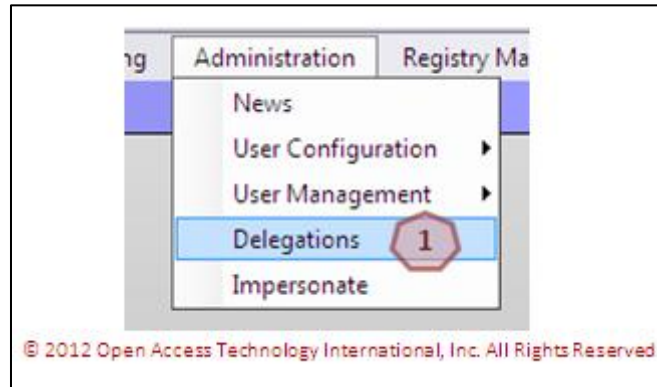 ng Administration Registry Ma
News
User Configuration
User Management
Delegations 1
Impersonate
© 2012 Open Access Technology International, Inc. All Rights Reserved